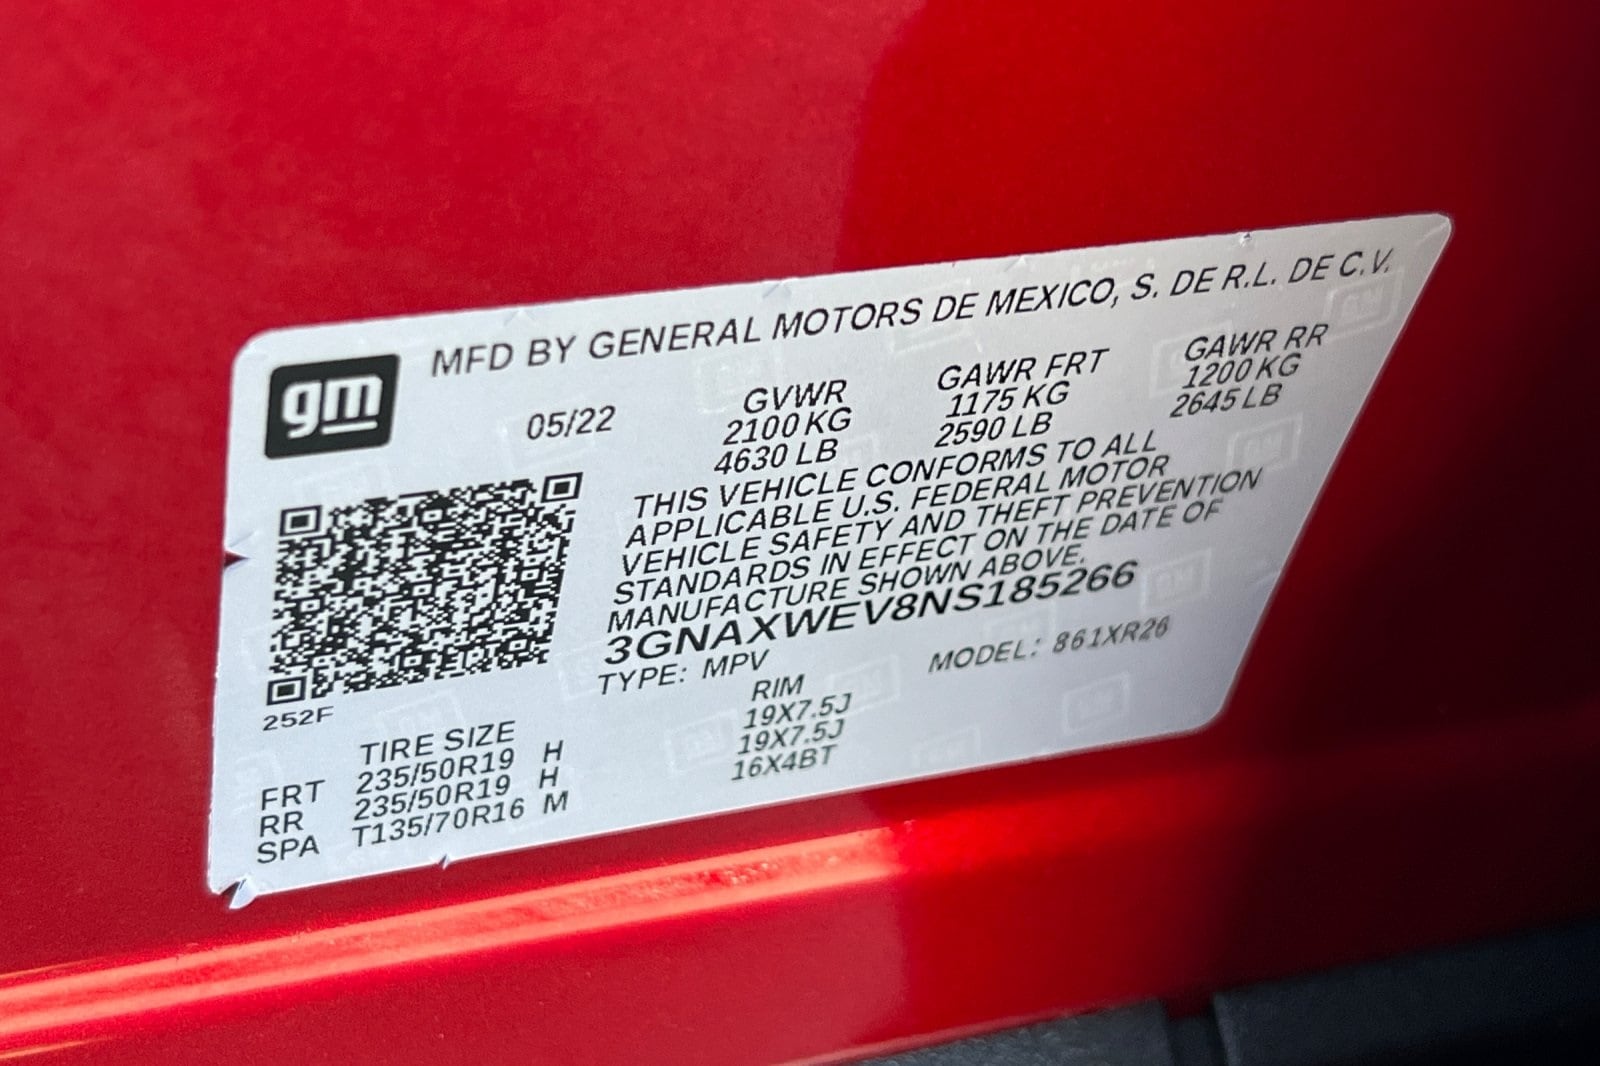 gm
MFD BY GENERAL MOTORS DE MEXICO, S. DE R.L. DE C.V.
05/22
GVWR GAWR FRT GAWR RR
2100 KG 1175 KG 1200 KG
4630 LB 2590 LB 2645 LB
THIS VEHICLE CONFORMS TO ALL
APPLICABLE U.S. FEDERAL MOTOR
VEHICLE SAFETY AND THEFT PREVENTION
STANDARDS IN EFFECT ON THE DATE OF
MANUFACTURE SHOWN ABOVE.
3GNAXWEV8NS185266
TYPE: MPV MODEL: 861XR26
252F
TIRE SIZE RIM
FRT 235/50R19 H 19X7.5J
RR 235/50R19 H 19X7.5J
SPA T135/70R16 M 16X4BT